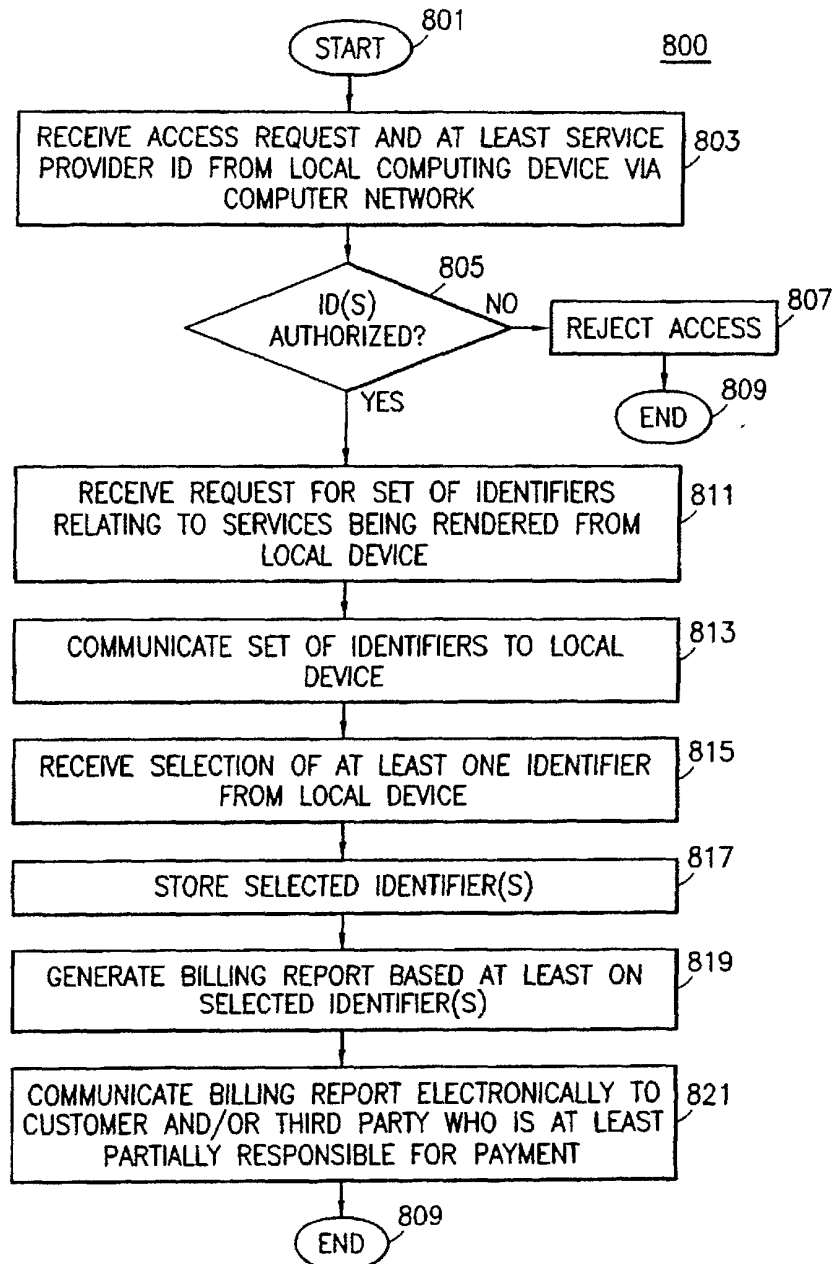 START
801
800
RECEIVE ACCESS REQUEST AND AT LEAST SERVICE
PROVIDER ID FROM LOCAL COMPUTING DEVICE VIA
COMPUTER NETWORK
803
805
ID(S)
AUTHORIZED?
NO
REJECT ACCESS
807
YES
END
809
RECEIVE REQUEST FOR SET OF IDENTIFIERS
RELATING TO SERVICES BEING RENDERED FROM
LOCAL DEVICE
811
COMMUNICATE SET OF IDENTIFIERS TO LOCAL
DEVICE
813
RECEIVE SELECTION OF AT LEAST ONE IDENTIFIER
FROM LOCAL DEVICE
815
STORE SELECTED IDENTIFIER(S)
817
GENERATE BILLING REPORT BASED AT LEAST ON
SELECTED IDENTIFIER(S)
819
COMMUNICATE BILLING REPORT ELECTRONICALLY TO
CUSTOMER AND/OR THIRD PARTY WHO IS AT LEAST
PARTIALLY RESPONSIBLE FOR PAYMENT
821
END
809